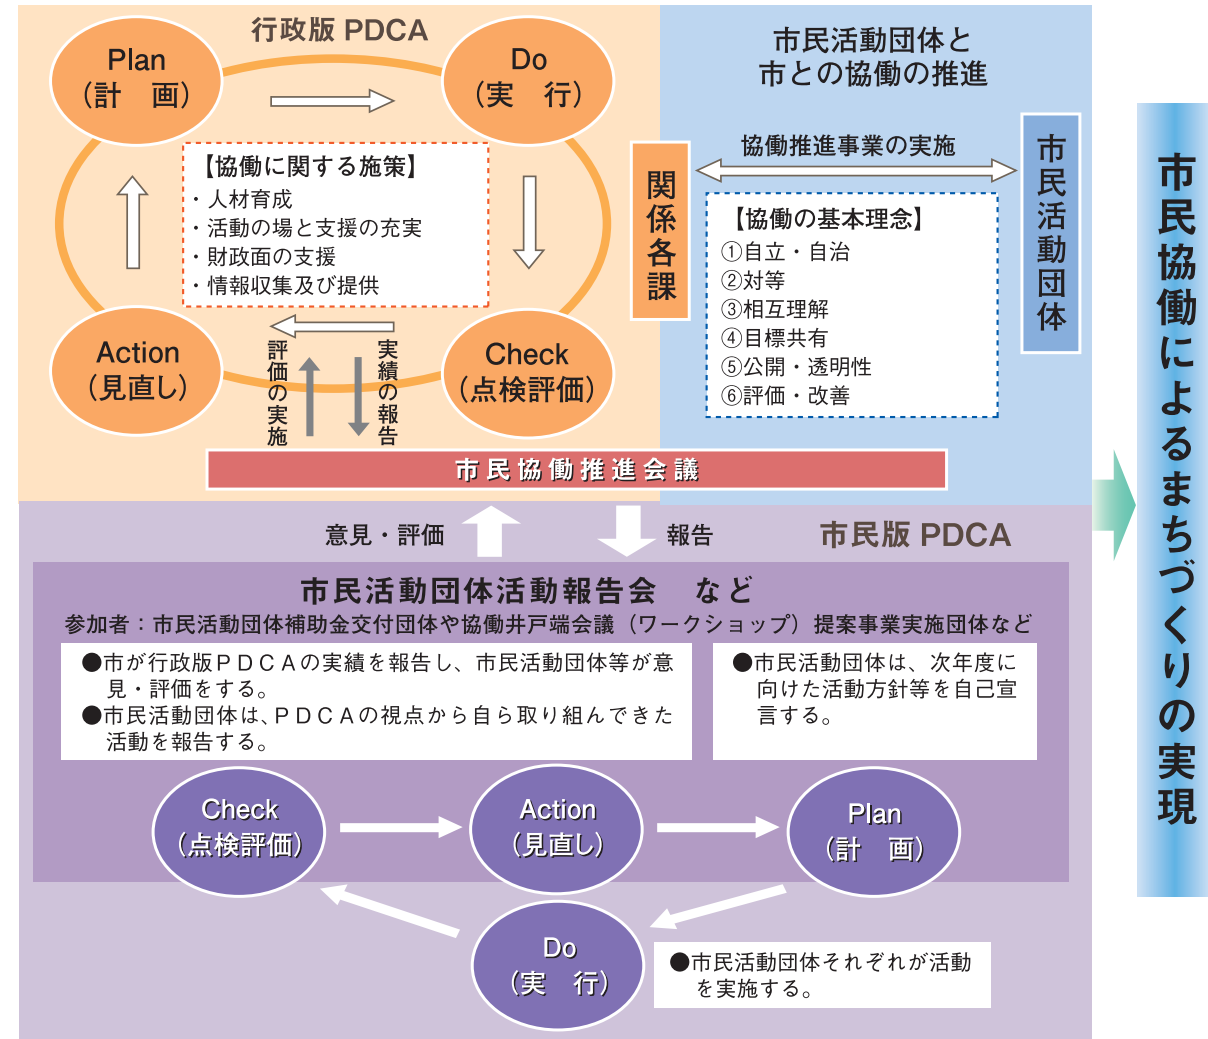 行政版 PDCA
Plan
（計　画）
Do
（実　行）
【協働に関する施策】
・人材育成
・活動の場と支援の充実
・財政面の支援
・情報収集及び提供
Action
（見直し）
Check
（点検評価）
評価の実施
実績の報告
市民活動団体と
市との協働の推進
関係各課
協働推進事業の実施
市民活動団体
【協働の基本理念】
①自立・自治
②対等
③相互理解
④目標共有
⑤公開・透明性
⑥評価・改善
市民協働推進会議
意見・評価
報告
市民版 PDCA
市民活動団体活動報告会　など
参加者：市民活動団体補助金交付団体や協働井戸端会議（ワークショップ）提案事業実施団体など
●市が行政版ＰＤＣＡの実績を報告し、市民活動団体等が意
見・評価をする。
●市民活動団体は、ＰＤＣＡの視点から自ら取り組んできた
活動を報告する。
●市民活動団体は、次年度に
向けた活動方針等を自己宣
言する。
Check
（点検評価）
Action
（見直し）
Plan
（計　画）
Do
（実　行）
●市民活動団体それぞれが活動
を実施する。
市民協働によるまちづくりの実現